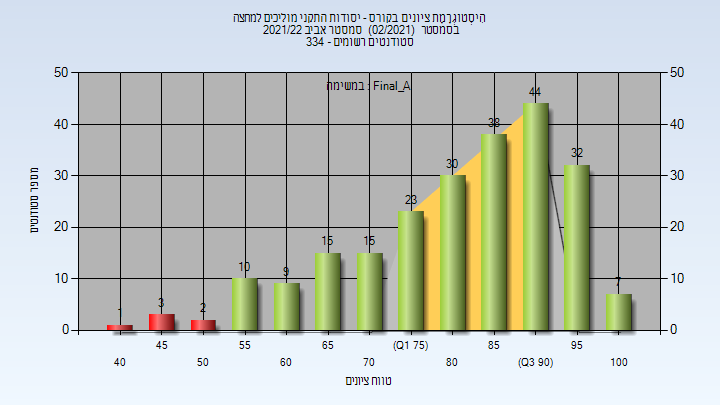 היסטוגרמת ציונים בקורס - יסודות התקני מוליכים למחצה
בסמסטר (02/2021) סמסטר אביב 2021/22
סטודנטים רשומים - 334
במשימה : Final_A
מספר סטודנטים
50 40 30 20 10 0
50 40 30 20 10 0
1 3 2 10 9 15 15 23 30 38 44 32 7
45 55 65 (Q1 75) 85 95
40 50 60 70 80 (Q3 90) 100
טווח ציונים